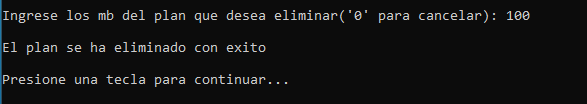 Ingrese los mb del plan que desea eliminar('0' para cancelar): 100
El plan se ha eliminado con exito
Presione una tecla para continuar...